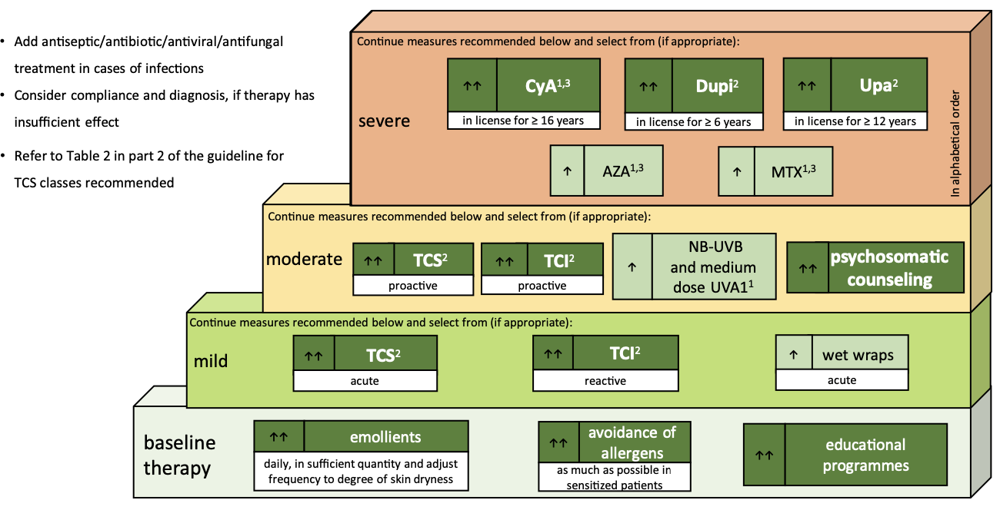 • Add antiseptic/antibiotic/antiviral/antifungal
treatment in cases of infections
• Consider compliance and diagnosis, if therapy has
insufficient effect
• Refer to Table 2 in part 2 of the guideline for
TCS classes recommended
Continue measures recommended below and select from (if appropriate):
severe
↑↑ CyA¹,³
in license for ≥ 16 years
↑↑ Dupi²
in license for ≥ 6 years
↑↑ Upa²
in license for ≥ 12 years
↑ AZA¹,³
↑ MTX¹,³
In alphabetical order
Continue measures recommended below and select from (if appropriate):
moderate
↑↑ TCS²
proactive
↑↑ TCI²
proactive
↑ NB-UVB
and medium
dose UVA1¹
↑↑ psychosomatic
counseling
Continue measures recommended below and select from (if appropriate):
mild
↑↑ TCS²
acute
↑↑ TCI²
reactive
↑ wet wraps
acute
baseline
therapy
↑↑ emollients
daily, in sufficient quantity and adjust
frequency to degree of skin dryness
↑↑ avoidance of
allergens
as much as possible in
sensitized patients
↑↑ educational
programmes